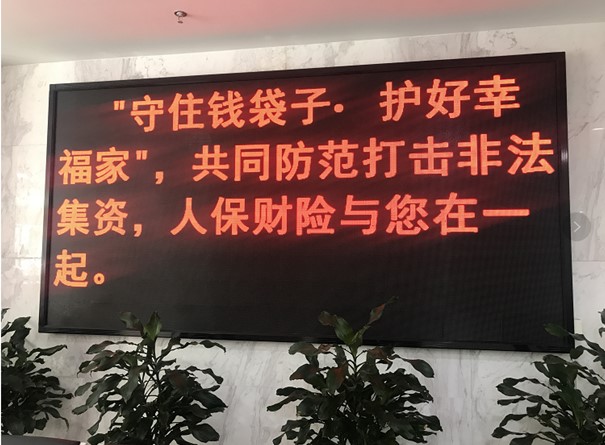 "守住钱袋子·护好幸
福家"，共同防范打击非法
集资，人保财险与您在一
起。